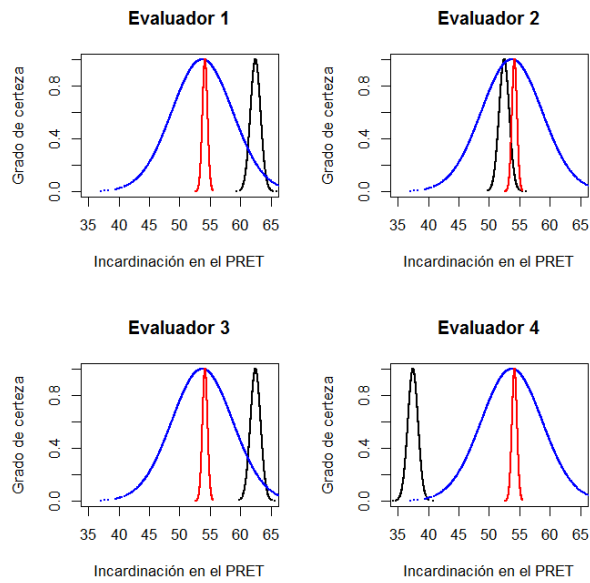 Evaluador 1
Grado de certeza
0.0 0.4 0.8
35 40 45 50 55 60 65
Incardinación en el PRET
Evaluador 2
Grado de certeza
0.0 0.4 0.8
35 40 45 50 55 60 65
Incardinación en el PRET
Evaluador 3
Grado de certeza
0.0 0.4 0.8
35 40 45 50 55 60 65
Incardinación en el PRET
Evaluador 4
Grado de certeza
0.0 0.4 0.8
35 40 45 50 55 60 65
Incardinación en el PRET